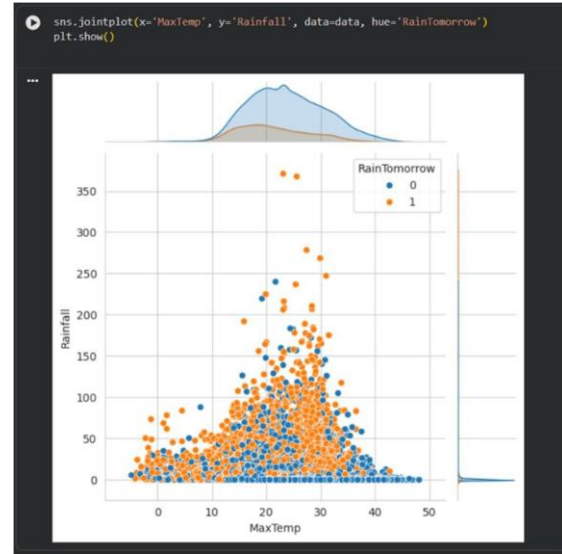 sns.jointplot(x='MaxTemp', y='Rainfall', data=data, hue='RainTomorrow')
plt.show()
...
RainTomorrow
0
1
350
300
250
200
150
100
50
0
Rainfall
0 10 20 30 40 50
MaxTemp